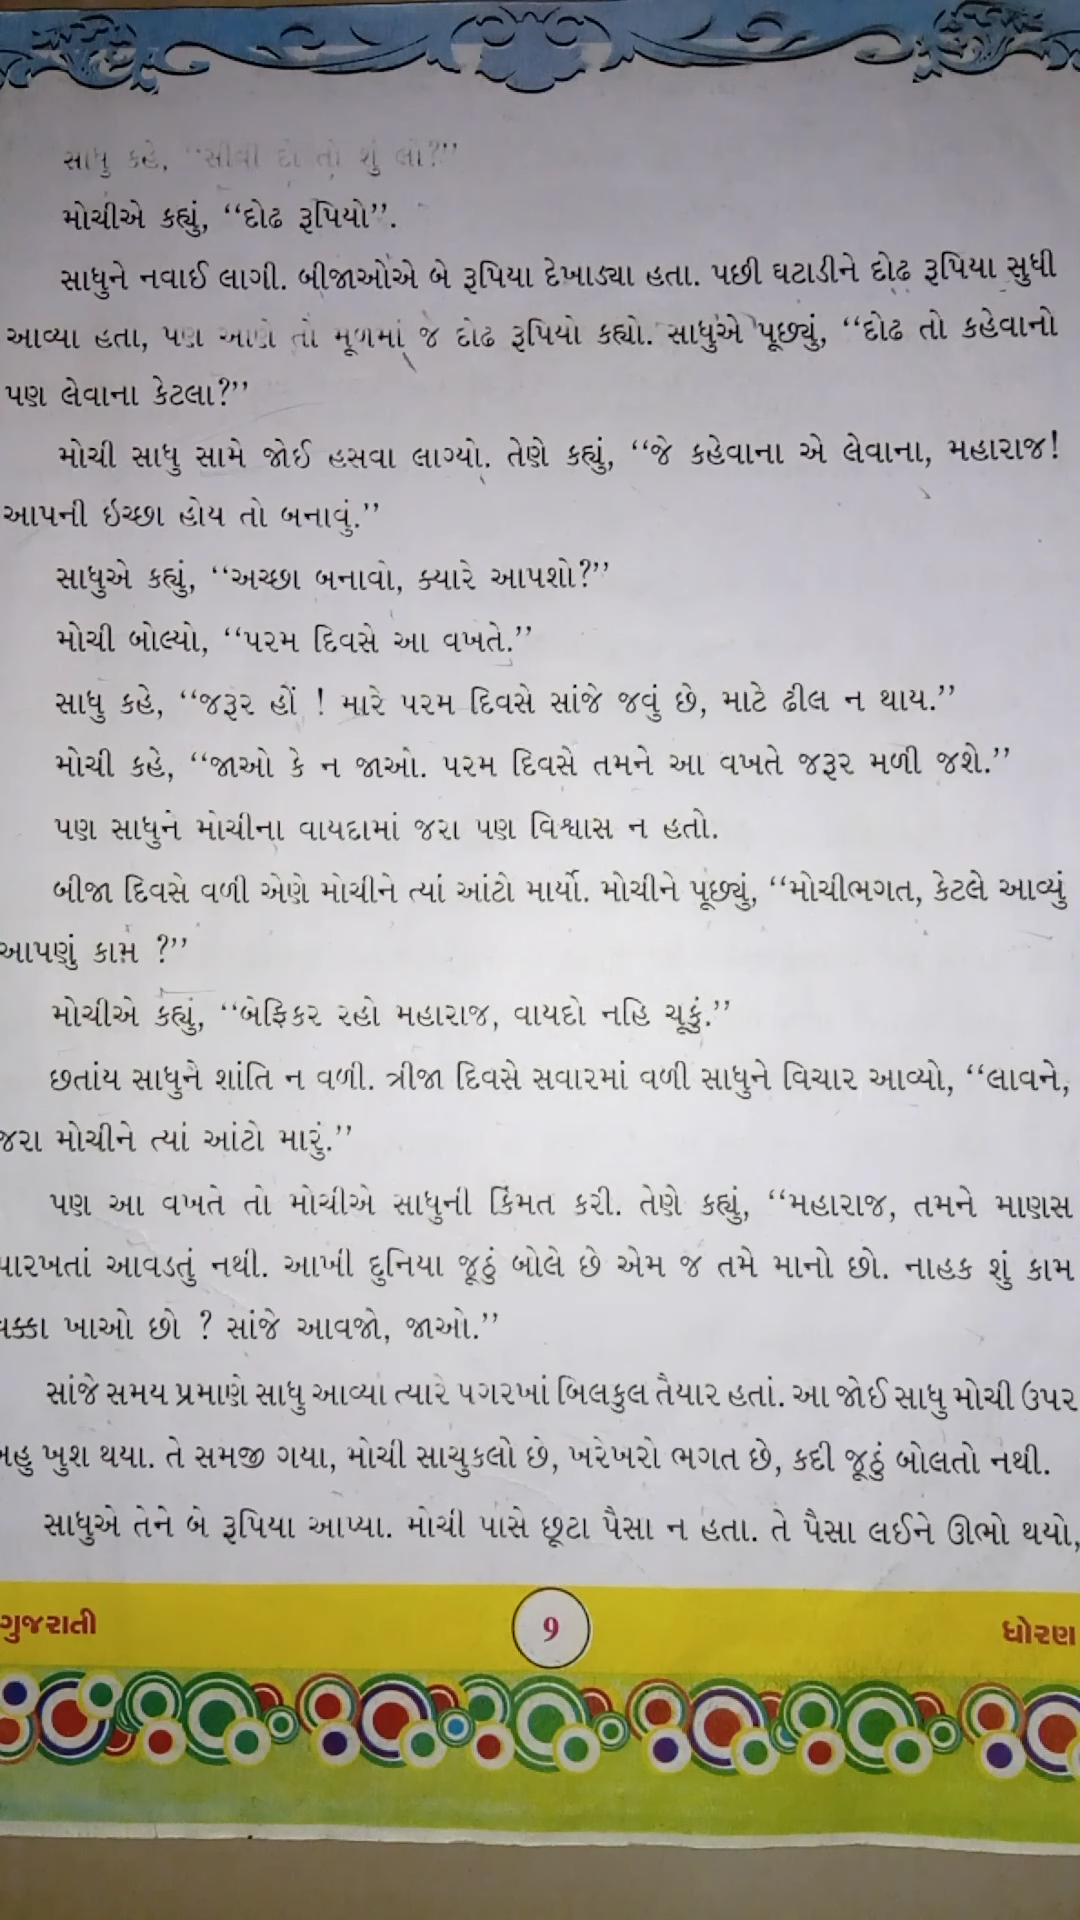 સાધુ કહે, ‘‘સીવી દો તો શું લો?’’
મોચીએ કહ્યું, ‘‘દોઢ રૂપિયો’’.
સાધુને નવાઈ લાગી. બીજાઓએ બે રૂપિયા દેખાડ્યા હતા. પછી ઘટાડીને દોઢ રૂપિયા સુધી
આવ્યા હતા, પણ આણે તો મૂળમાં જ દોઢ રૂપિયો કહ્યો. સાધુએ પૂછ્યું, ‘‘દોઢ તો કહેવાનો
પણ લેવાના કેટલા?’’
મોચી સાધુ સામે જોઈ હસવા લાગ્યો. તેણે કહ્યું, ‘‘જે કહેવાના એ લેવાના, મહારાજ!
આપની ઇચ્છા હોય તો બનાવું.’’
સાધુએ કહ્યું, ‘‘અચ્છા બનાવો, ક્યારે આપશો?’’
મોચી બોલ્યો, ‘‘પરમ દિવસે આ વખતે.’’
સાધુ કહે, ‘‘જરૂર હોં ! મારે પરમ દિવસે સાંજે જવું છે, માટે ઢીલ ન થાય.’’
મોચી કહે, ‘‘જાઓ કે ન જાઓ. પરમ દિવસે તમને આ વખતે જરૂર મળી જશે.’’
પણ સાધુને મોચીના વાયદામાં જરા પણ વિશ્વાસ ન હતો.
બીજા દિવસે વળી એણે મોચીને ત્યાં આંટો માર્યો. મોચીને પૂછ્યું, ‘‘મોચીભગત, કેટલે આવ્યું
આપણું કામ ?’’
મોચીએ કહ્યું, ‘‘બેફિકર રહો મહારાજ, વાયદો નહિ ચૂકું.’’
છતાંય સાધુને શાંતિ ન વળી. ત્રીજા દિવસે સવારમાં વળી સાધુને વિચાર આવ્યો, ‘‘લાવને,
જરા મોચીને ત્યાં આંટો મારું.’’
પણ આ વખતે તો મોચીએ સાધુની કિંમત કરી. તેણે કહ્યું, ‘‘મહારાજ, તમને માણસ
પારખતાં આવડતું નથી. આખી દુનિયા જૂઠું બોલે છે એમ જ તમે માનો છો. નાહક શું કામ
ધક્કા ખાઓ છો ? સાંજે આવજો, જાઓ.’’
સાંજે સમય પ્રમાણે સાધુ આવ્યા ત્યારે પગરખાં બિલકુલ તૈયાર હતાં. આ જોઈ સાધુ મોચી ઉપર
બહુ ખુશ થયા. તે સમજી ગયા, મોચી સાચુકલો છે, ખરેખરો ભગત છે, કદી જૂઠું બોલતો નથી.
સાધુએ તેને બે રૂપિયા આપ્યા. મોચી પાસે છૂટા પૈસા ન હતા. તે પૈસા લઈને ઊભો થયો,
ગુજરાતી
9
ધોરણ